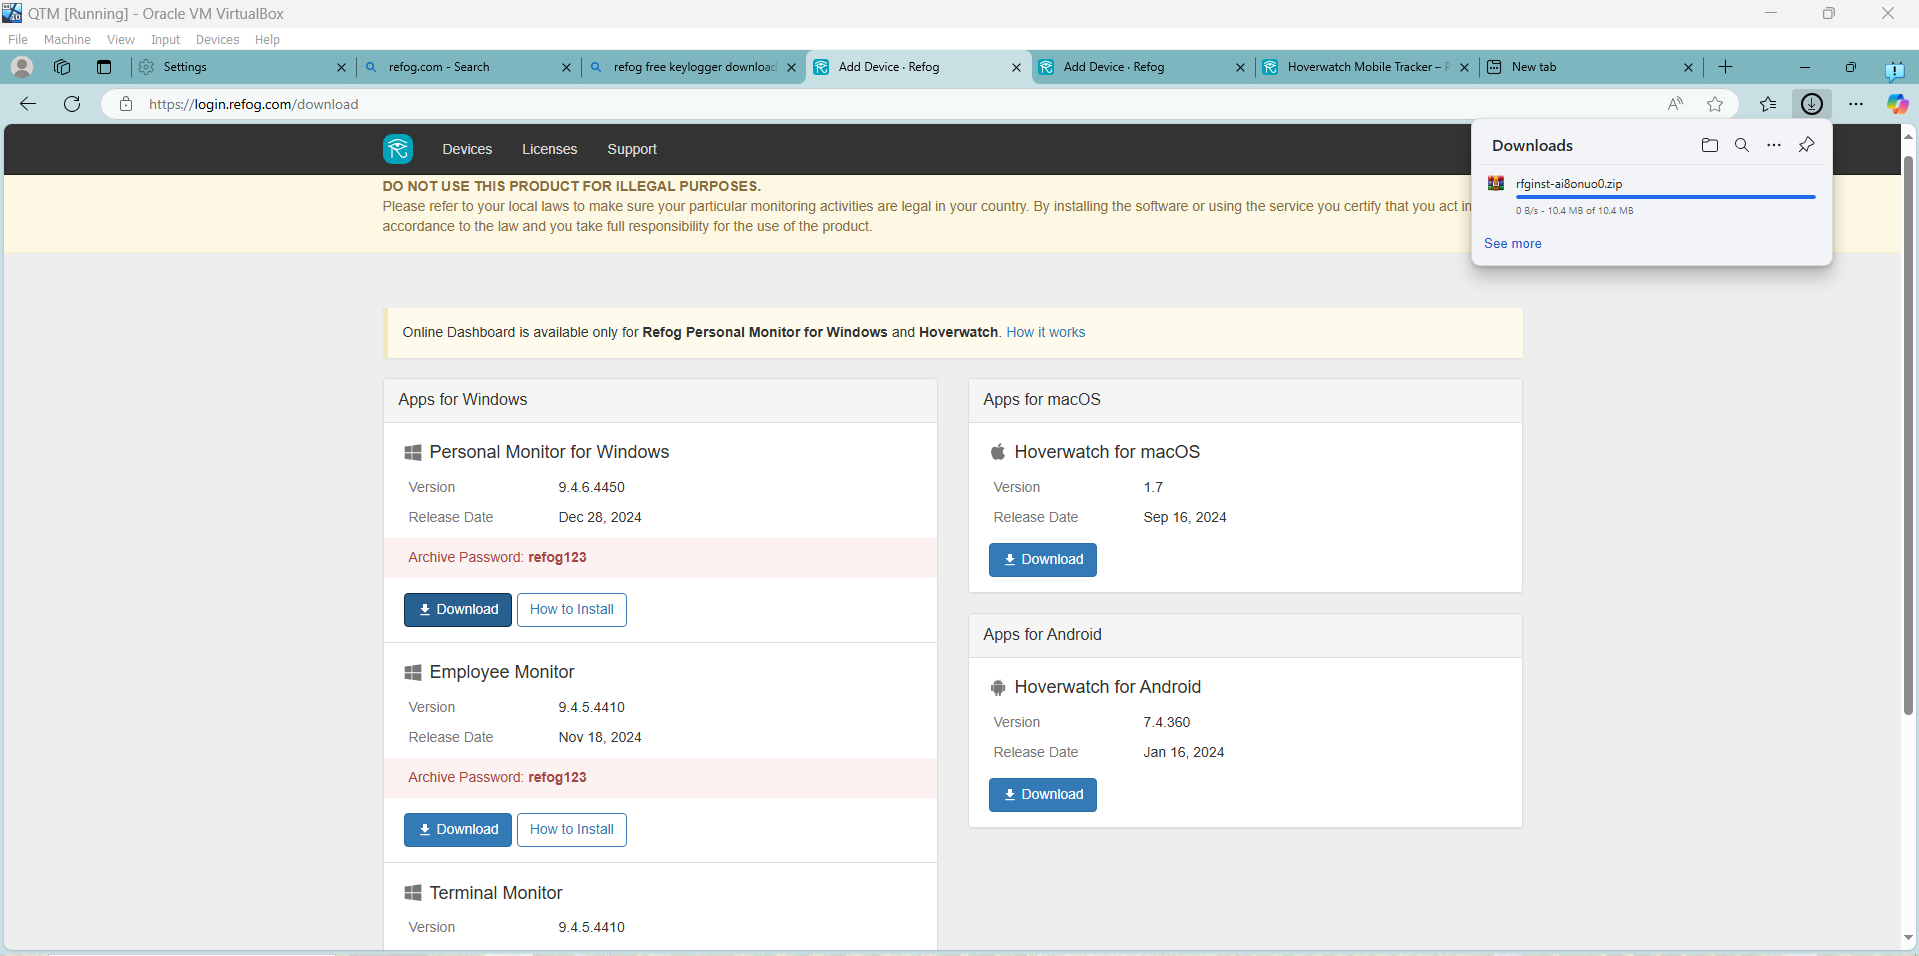 QTM [Running] - Oracle VM VirtualBox
File Machine View Input Devices Help
Settings
refog.com - Search
refog free keylogger download
Add Device · Refog
Add Device · Refog
Hoverwatch Mobile Tracker –
New tab
https://login.refog.com/download
Devices Licenses Support
Downloads
rfginst-ai8onuo0.zip
0 B/s - 10.4 MB of 10.4 MB
See more
DO NOT USE THIS PRODUCT FOR ILLEGAL PURPOSES.
Please refer to your local laws to make sure your particular monitoring activities are legal in your country. By installing the software or using the service you certify that you act in
accordance to the law and you take full responsibility for the use of the product.
Online Dashboard is available only for Refog Personal Monitor for Windows and Hoverwatch. How it works
Apps for Windows
Personal Monitor for Windows
Version 9.4.6.4450
Release Date Dec 28, 2024
Archive Password: refog123
Download How to Install
Employee Monitor
Version 9.4.5.4410
Release Date Nov 18, 2024
Archive Password: refog123
Download How to Install
Terminal Monitor
Version 9.4.5.4410
Apps for macOS
Hoverwatch for macOS
Version 1.7
Release Date Sep 16, 2024
Download
Apps for Android
Hoverwatch for Android
Version 7.4.360
Release Date Jan 16, 2024
Download